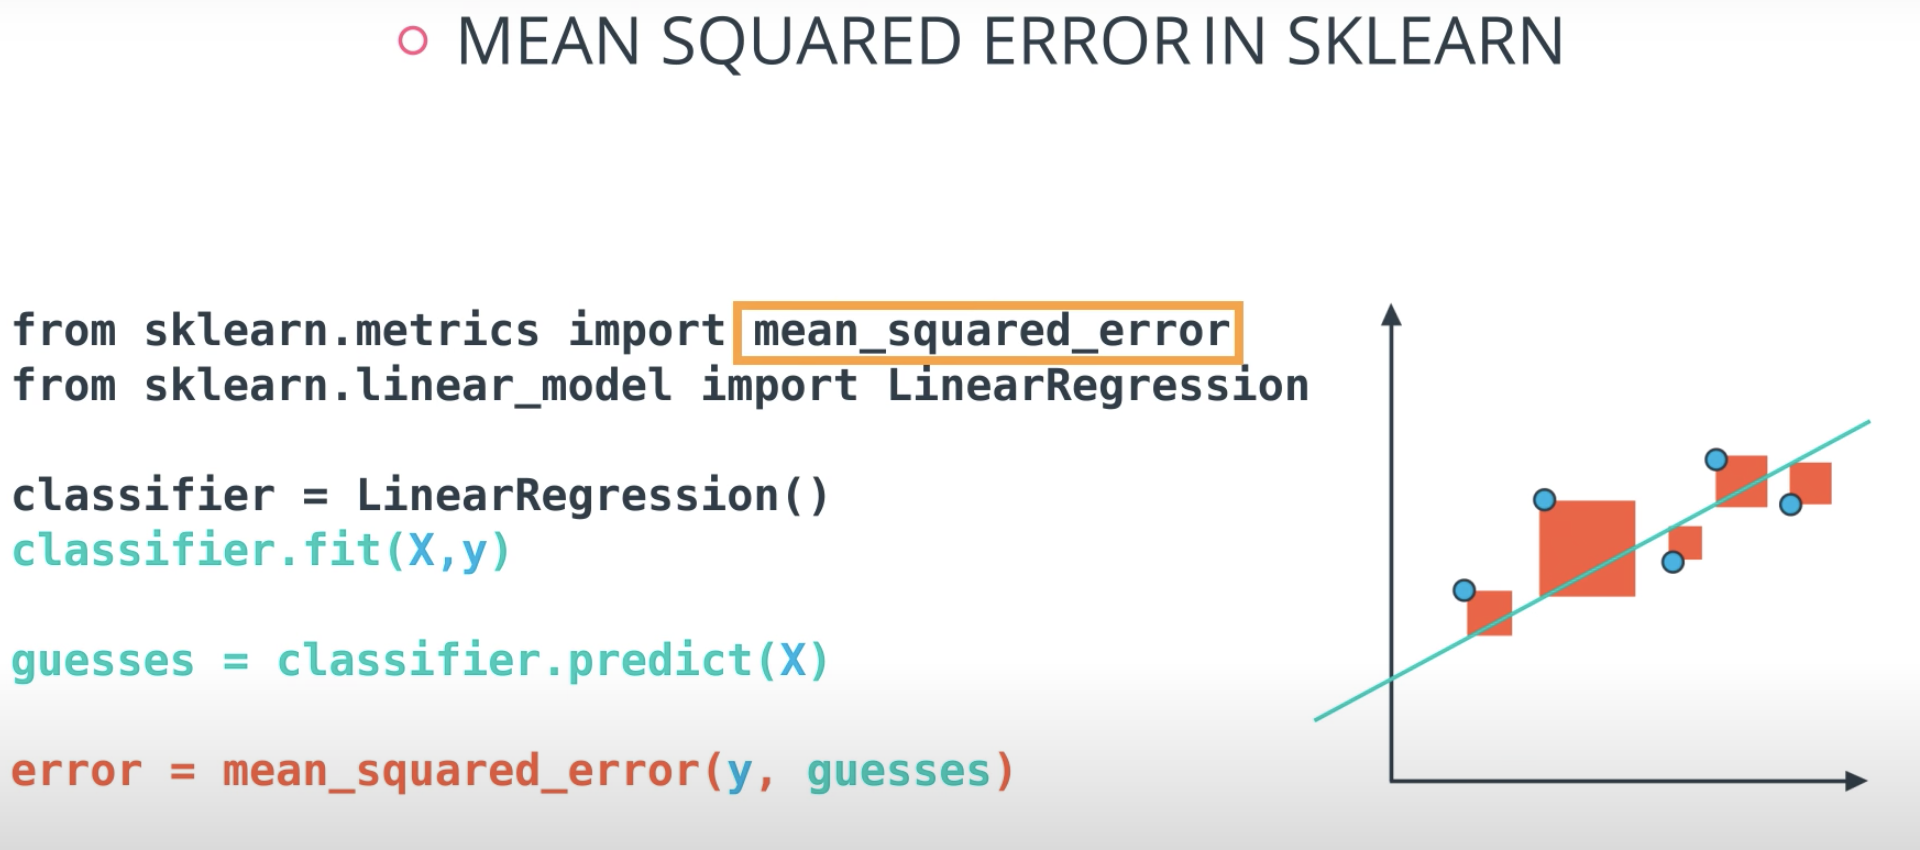 MEAN SQUARED ERROR IN SKLEARN
from sklearn.metrics import mean_squared_error
from sklearn.linear_model import LinearRegression
classifier = LinearRegression()
classifier.fit(X,y)
guesses = classifier.predict(X)
error = mean_squared_error(y, guesses)